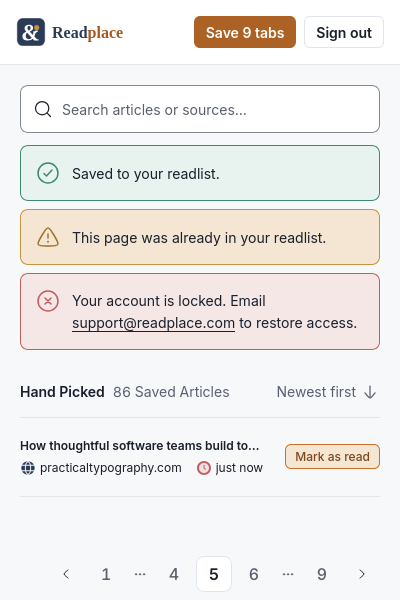 & Readplace
Save 9 tabs
Sign out
Search articles or sources...
Saved to your readlist.
This page was already in your readlist.
Your account is locked. Email
support@readplace.com to restore access.
Hand Picked 86 Saved Articles
Newest first
How thoughtful software teams build to...
practicaltypography.com
just now
Mark as read
1 ... 4 5 6 ... 9